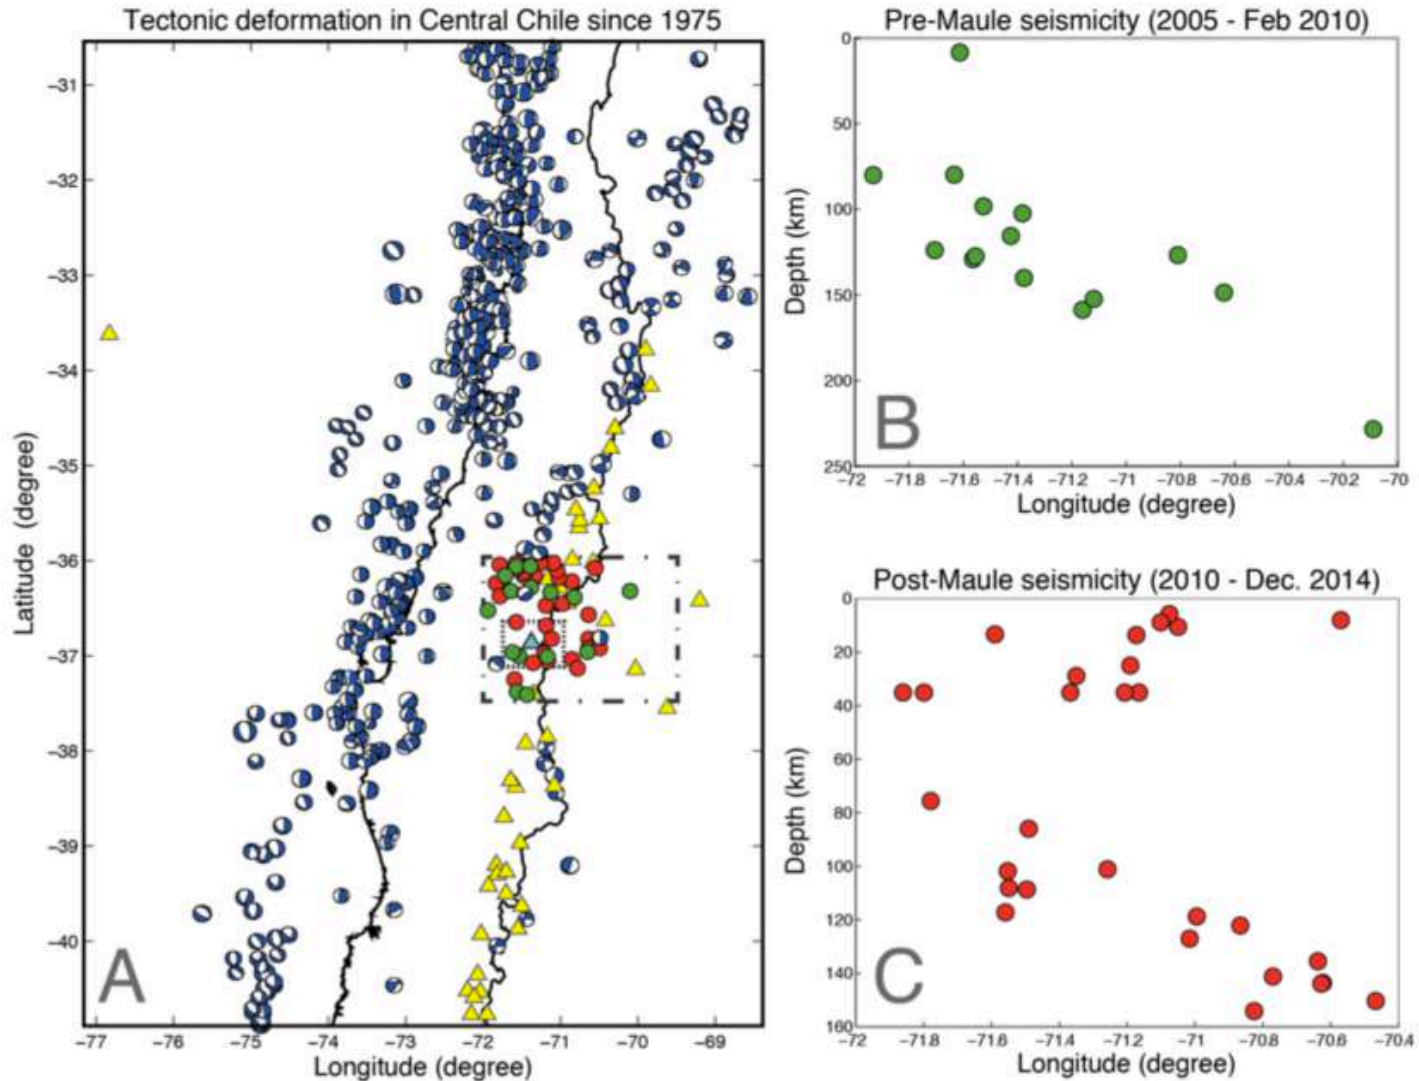 Tectonic deformation in Central Chile since 1975
−31
−32
−33
−34
−35
−36
−37
−38
−39
−40
Latitude (degree)
A
−77 −76 −75 −74 −73 −72 −71 −70 −69
Longitude (degree)
Pre-Maule seismicity (2005 - Feb 2010)
0
50
100
150
200
250
Depth (km)
B
−72 −71.8 −71.6 −71.4 −71.2 −71 −70.8 −70.6 −70.4 −70.2 −70
Longitude (degree)
Post-Maule seismicity (2010 - Dec. 2014)
0
20
40
60
80
100
120
140
160
Depth (km)
C
−72 −71.8 −71.6 −71.4 −71.2 −71 −70.8 −70.6 −70.4
Longitude (degree)